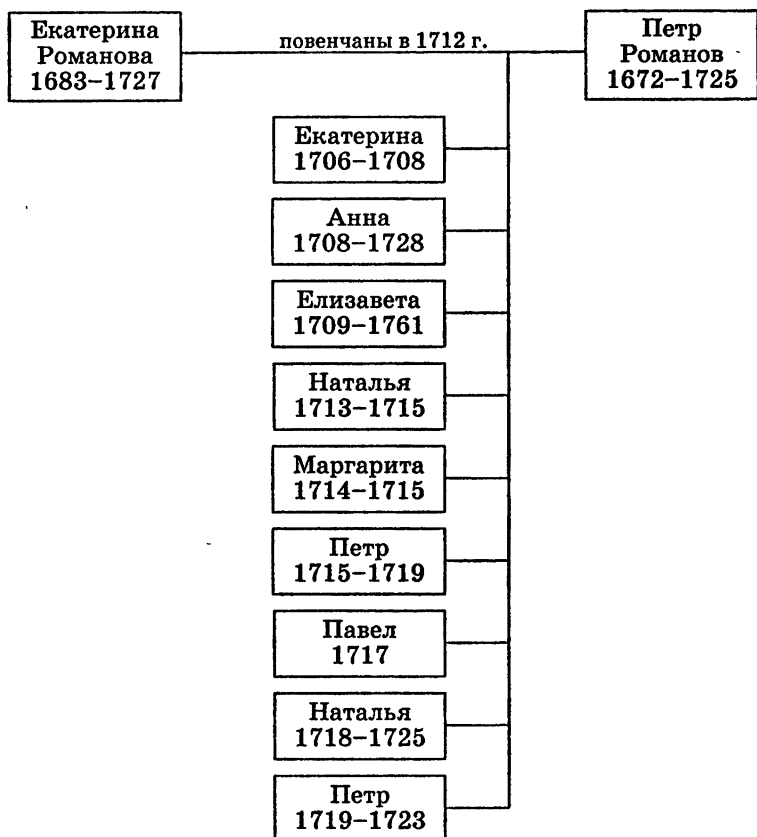 Екатерина
Романова
1683–1727
повенчаны в 1712 г.
Петр
Романов
1672–1725
Екатерина
1706–1708
Анна
1708–1728
Елизавета
1709–1761
Наталья
1713–1715
Маргарита
1714–1715
Петр
1715–1719
Павел
1717
Наталья
1718–1725
Петр
1719–1723